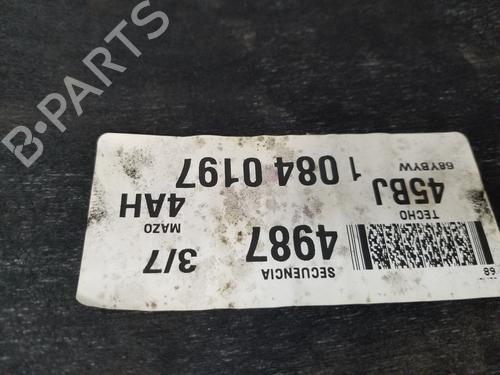 B-PARTS
SECUENCIA
4987
3/7
TECHO
45BJ
MAZO
4AH
68YBYW
1 084 0197
68